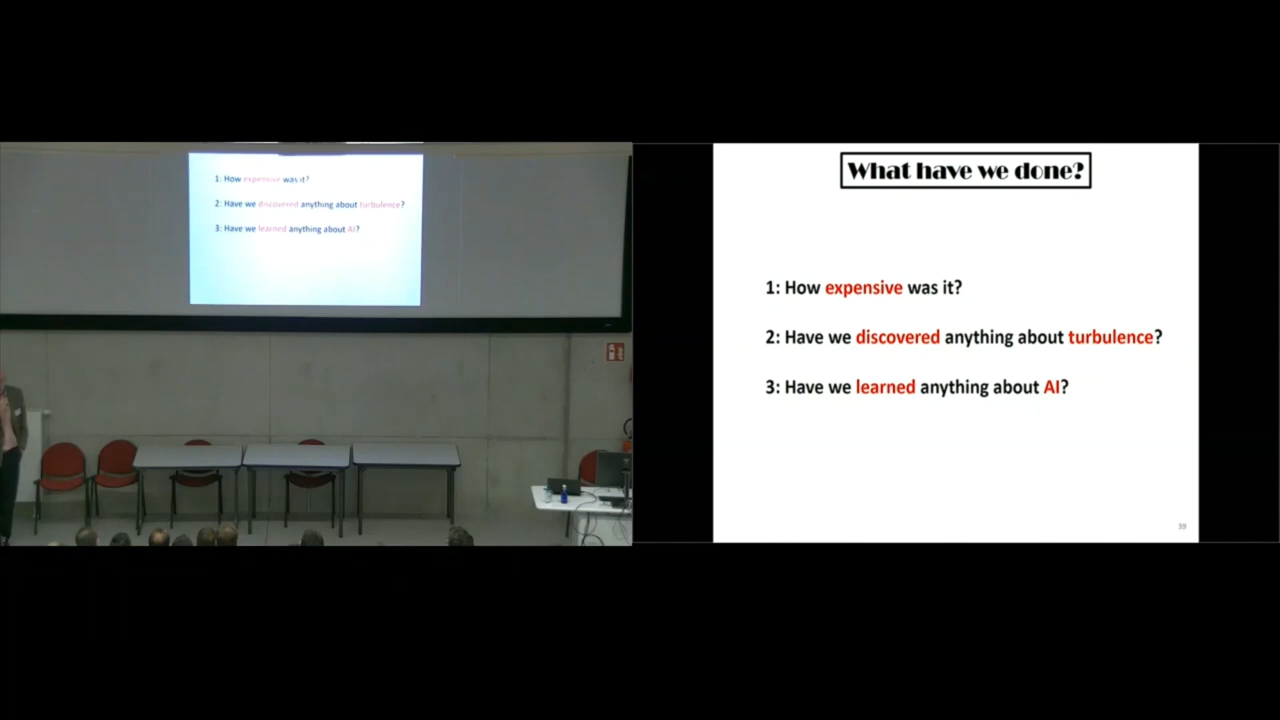 1: How expensive was it?
2: Have we discovered anything about turbulence?
3: Have we learned anything about AI?
What have we done?
1: How expensive was it?
2: Have we discovered anything about turbulence?
3: Have we learned anything about AI?
39